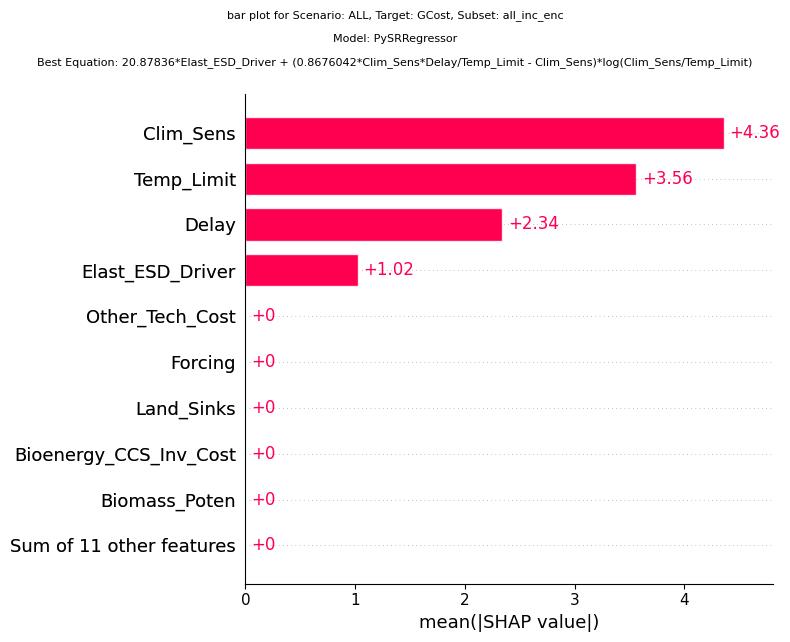 bar plot for Scenario: ALL, Target: GCost, Subset: all_inc_enc
Model: PySRRegressor
Best Equation: 20.87836*Elast_ESD_Driver + (0.8676042*Clim_Sens*Delay/Temp_Limit - Clim_Sens)*log(Clim_Sens/Temp_Limit)
Clim_Sens +4.36
Temp_Limit +3.56
Delay +2.34
Elast_ESD_Driver +1.02
Other_Tech_Cost +0
Forcing +0
Land_Sinks +0
Bioenergy_CCS_Inv_Cost +0
Biomass_Poten +0
Sum of 11 other features +0
0 1 2 3 4
mean(|SHAP value|)